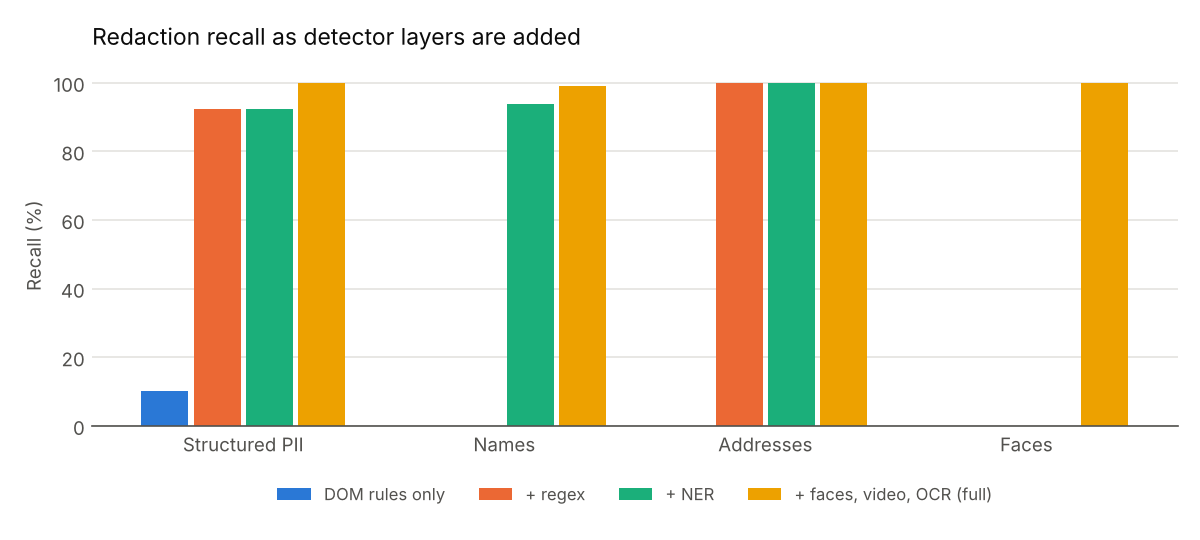 Redaction recall as detector layers are added
Recall (%)
100
80
60
40
20
0
Structured PII
Names
Addresses
Faces
DOM rules only
+ regex
+ NER
+ faces, video, OCR (full)